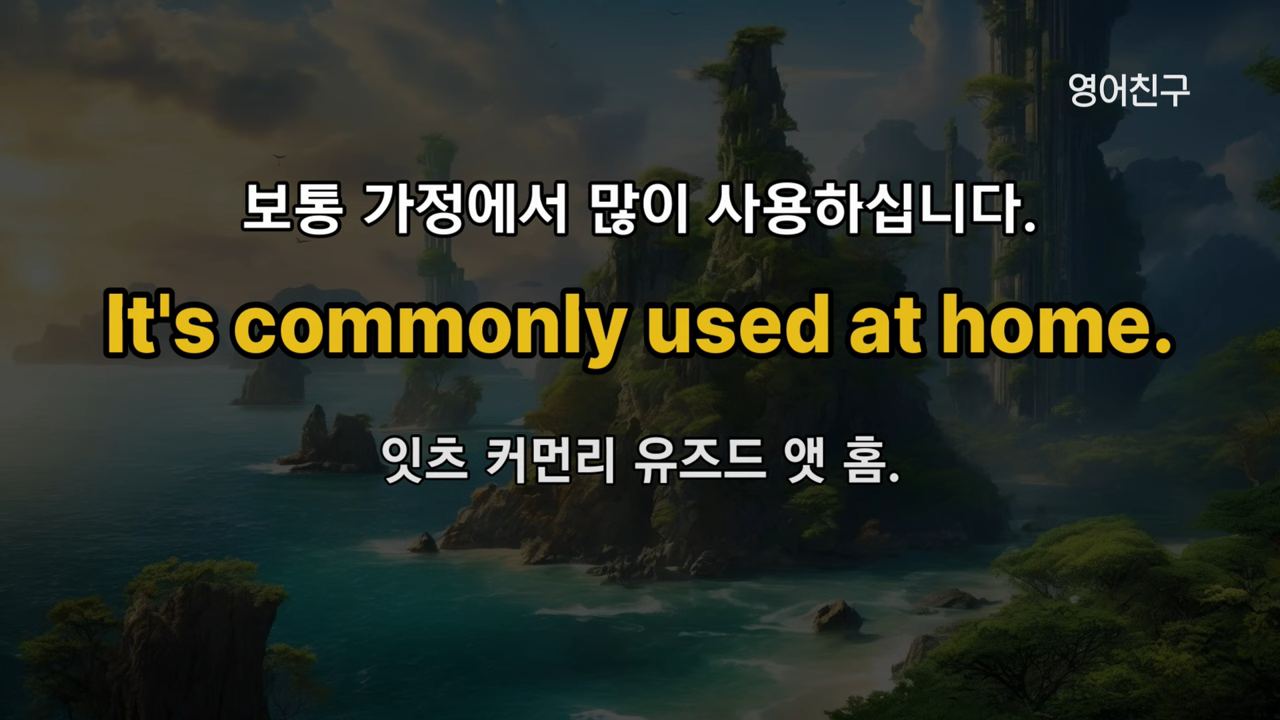 영어친구
보통 가정에서 많이 사용하십니다.
It's commonly used at home.
잇츠 커먼리 유즈드 앳 홈.